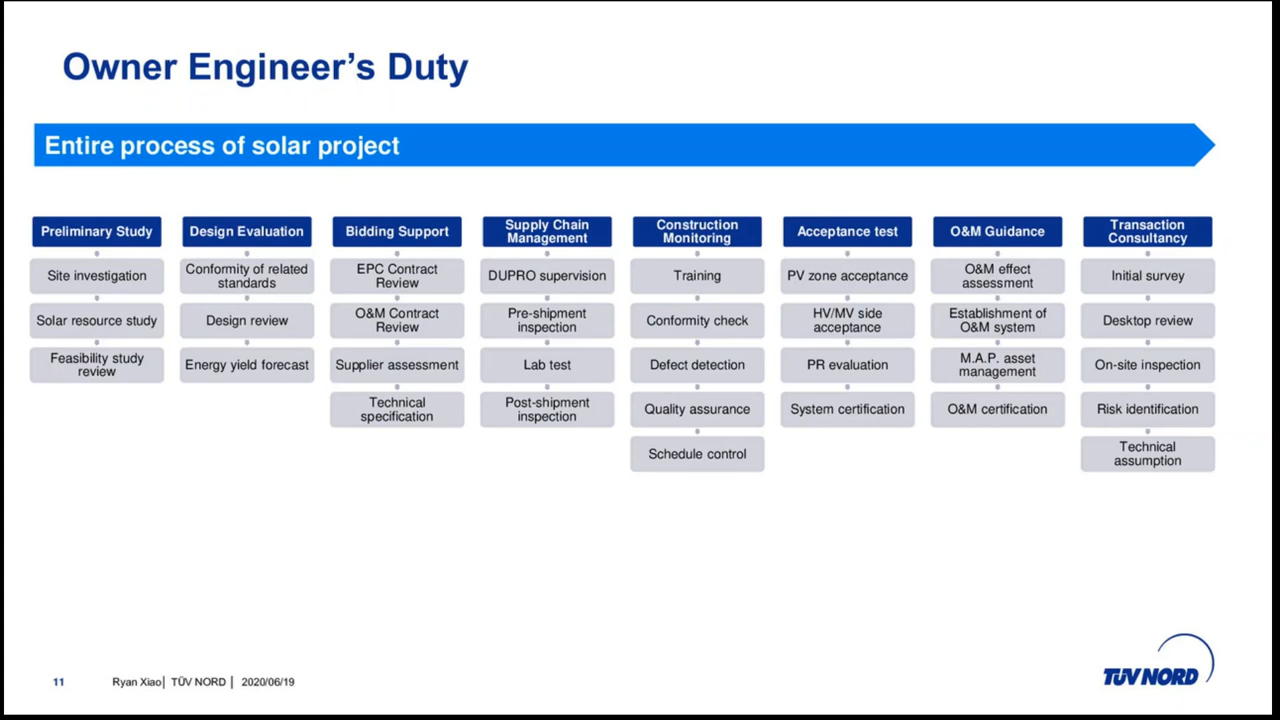 Owner Engineer’s Duty
Entire process of solar project
Preliminary Study
Site investigation
Solar resource study
Feasibility study
review
Design Evaluation
Conformity of related
standards
Design review
Energy yield forecast
Bidding Support
EPC Contract
Review
O&M Contract
Review
Supplier assessment
Technical
specification
Supply Chain
Management
DUPRO supervision
Pre-shipment
inspection
Lab test
Post-shipment
inspection
Construction
Monitoring
Training
Conformity check
Defect detection
Quality assurance
Schedule control
Acceptance test
PV zone acceptance
HV/MV side
acceptance
PR evaluation
System certification
O&M Guidance
O&M effect
assessment
Establishment of
O&M system
M.A.P. asset
management
O&M certification
Transaction
Consultancy
Initial survey
Desktop review
On-site inspection
Risk identification
Technical
assumption
11 Ryan Xiao│ TÜV NORD │ 2020/06/19
TÜV NORD